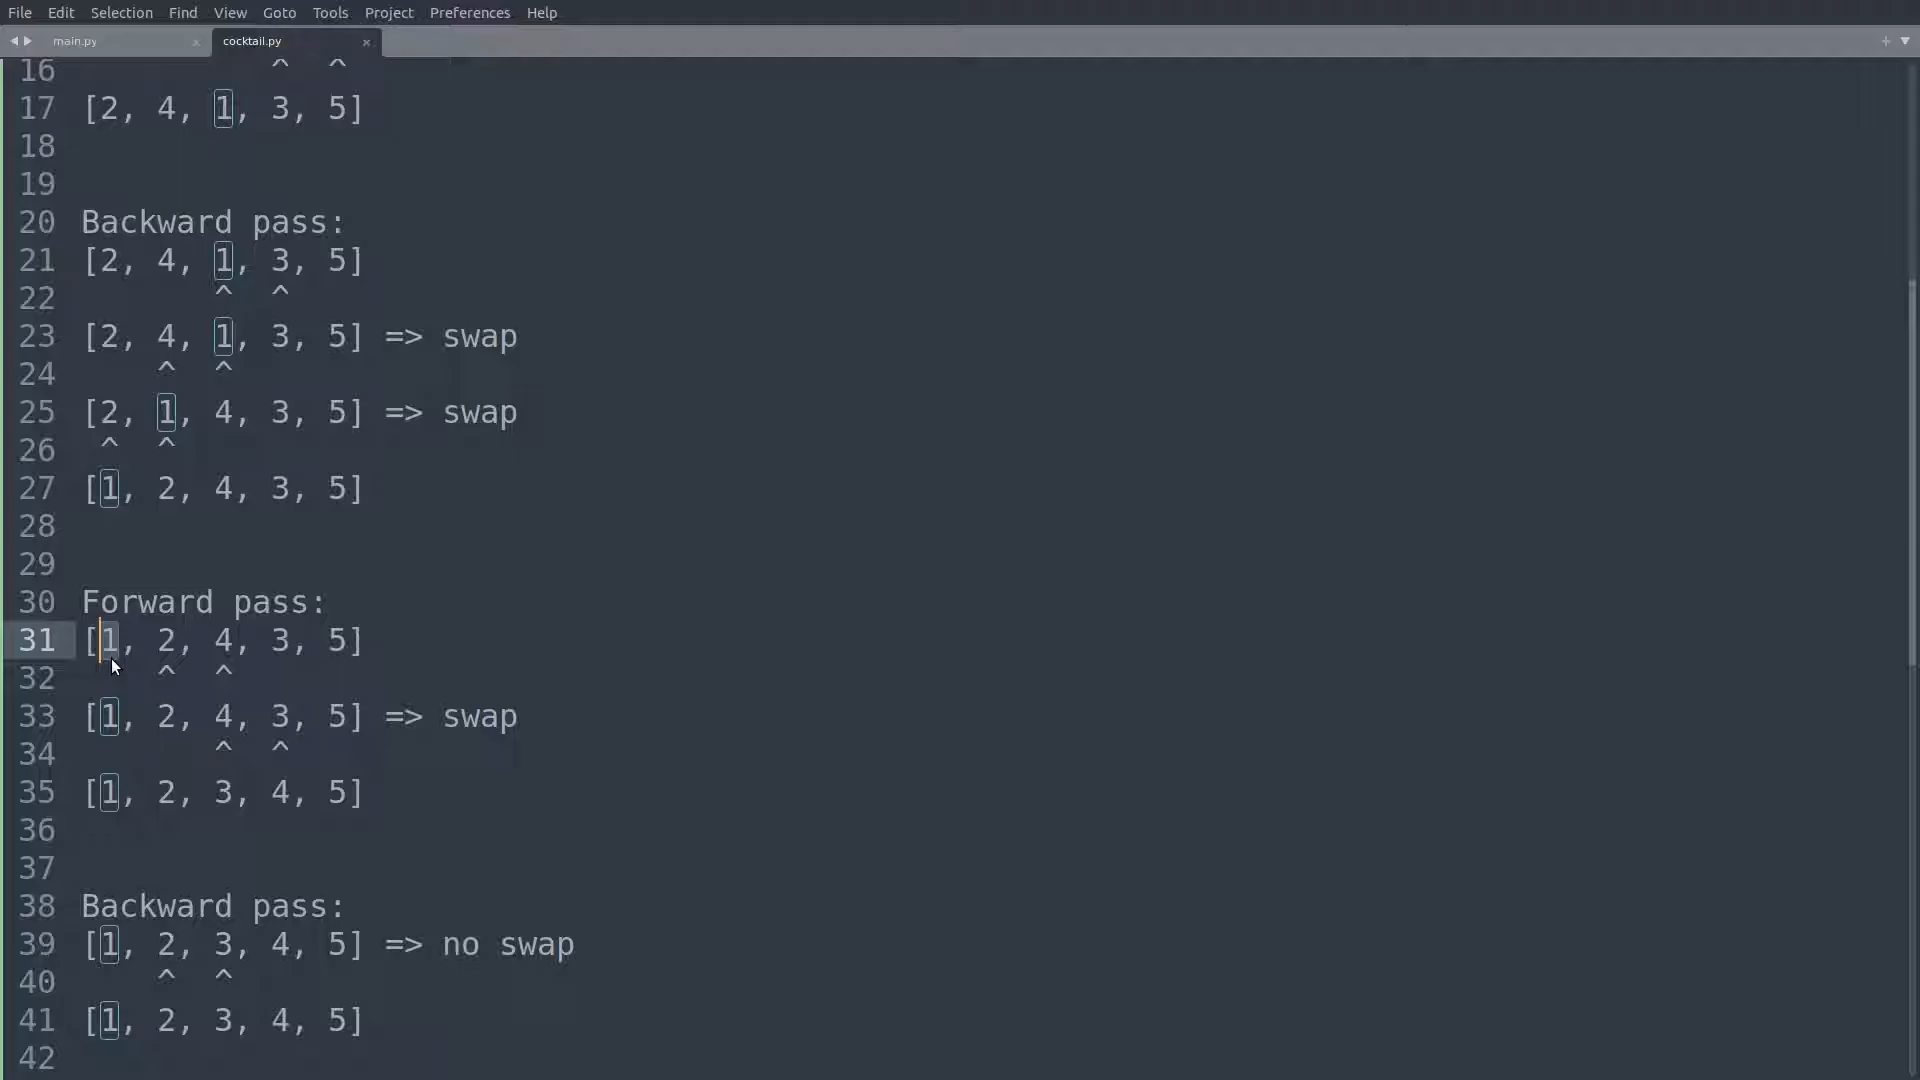 File Edit Selection Find View Goto Tools Project Preferences Help
main.py × cocktail.py ×
16 ^ ^
17 [2, 4, 1, 3, 5]
18
19
20 Backward pass:
21 [2, 4, 1, 3, 5]
22 ^ ^
23 [2, 4, 1, 3, 5] => swap
24 ^ ^
25 [2, 1, 4, 3, 5] => swap
26 ^ ^
27 [1, 2, 4, 3, 5]
28
29
30 Forward pass:
31 [1, 2, 4, 3, 5]
32 ^ ^
33 [1, 2, 4, 3, 5] => swap
34 ^ ^
35 [1, 2, 3, 4, 5]
36
37
38 Backward pass:
39 [1, 2, 3, 4, 5] => no swap
40 ^ ^
41 [1, 2, 3, 4, 5]
42